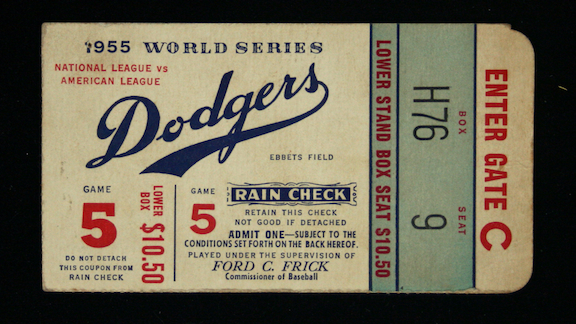 1955 WORLD SERIES
NATIONAL LEAGUE vs
AMERICAN LEAGUE
Dodgers
EBBETS FIELD
GAME
5
LOWER
BOX $10.50
DO NOT DETACH
THIS COUPON FROM
RAIN CHECK
GAME
5
RAIN CHECK
RETAIN THIS CHECK
NOT GOOD IF DETACHED
ADMIT ONE—SUBJECT TO THE
CONDITIONS SET FORTH ON THE BACK HEREOF.
PLAYED UNDER THE SUPERVISION OF
FORD C. FRICK
Commissioner of Baseball
LOWER STAND BOX SEAT $10.50
H76
BOX
9
SEAT
ENTER GATE C